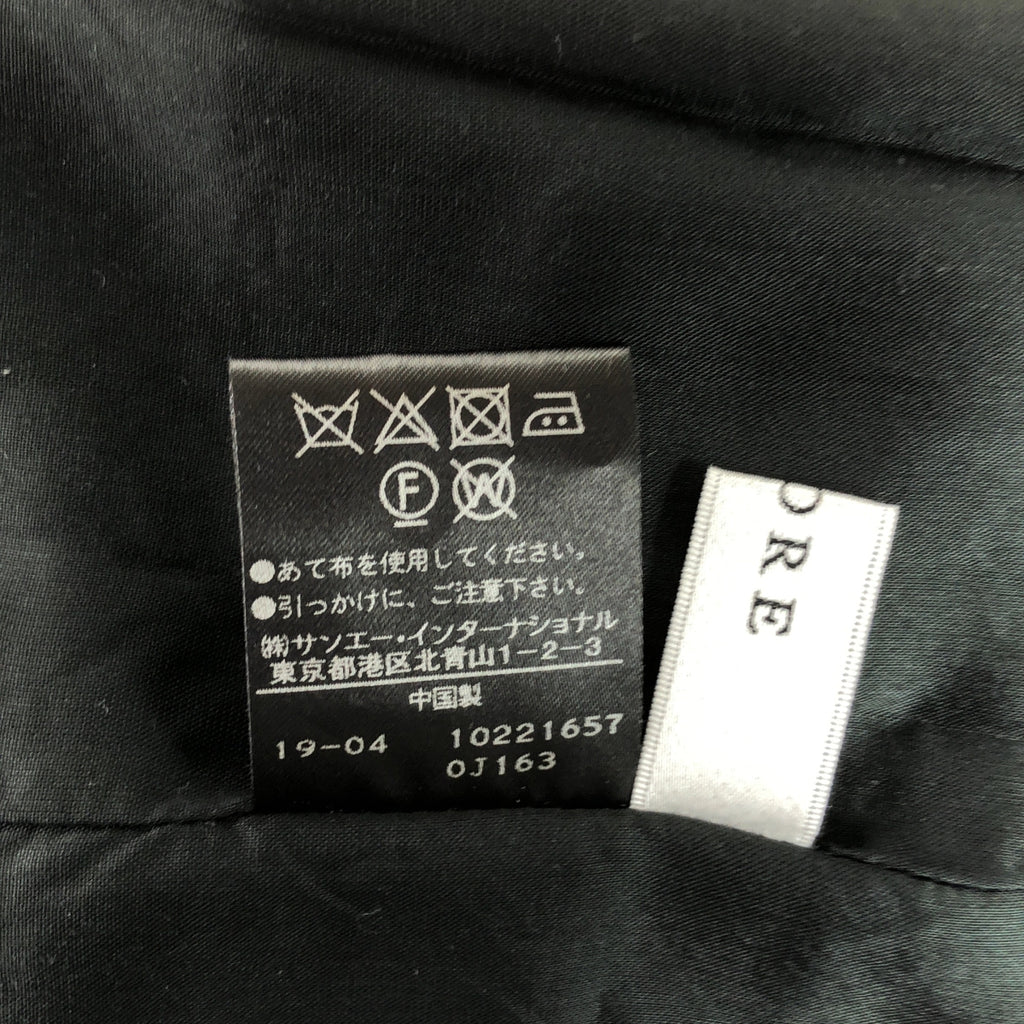 F W
●あて布を使用してください。
●引っかけに、ご注意下さい。
㈱サンエー・インターナショナル
東京都港区北青山1-2-3
中国製
19-04 10221657
0J163
ORE